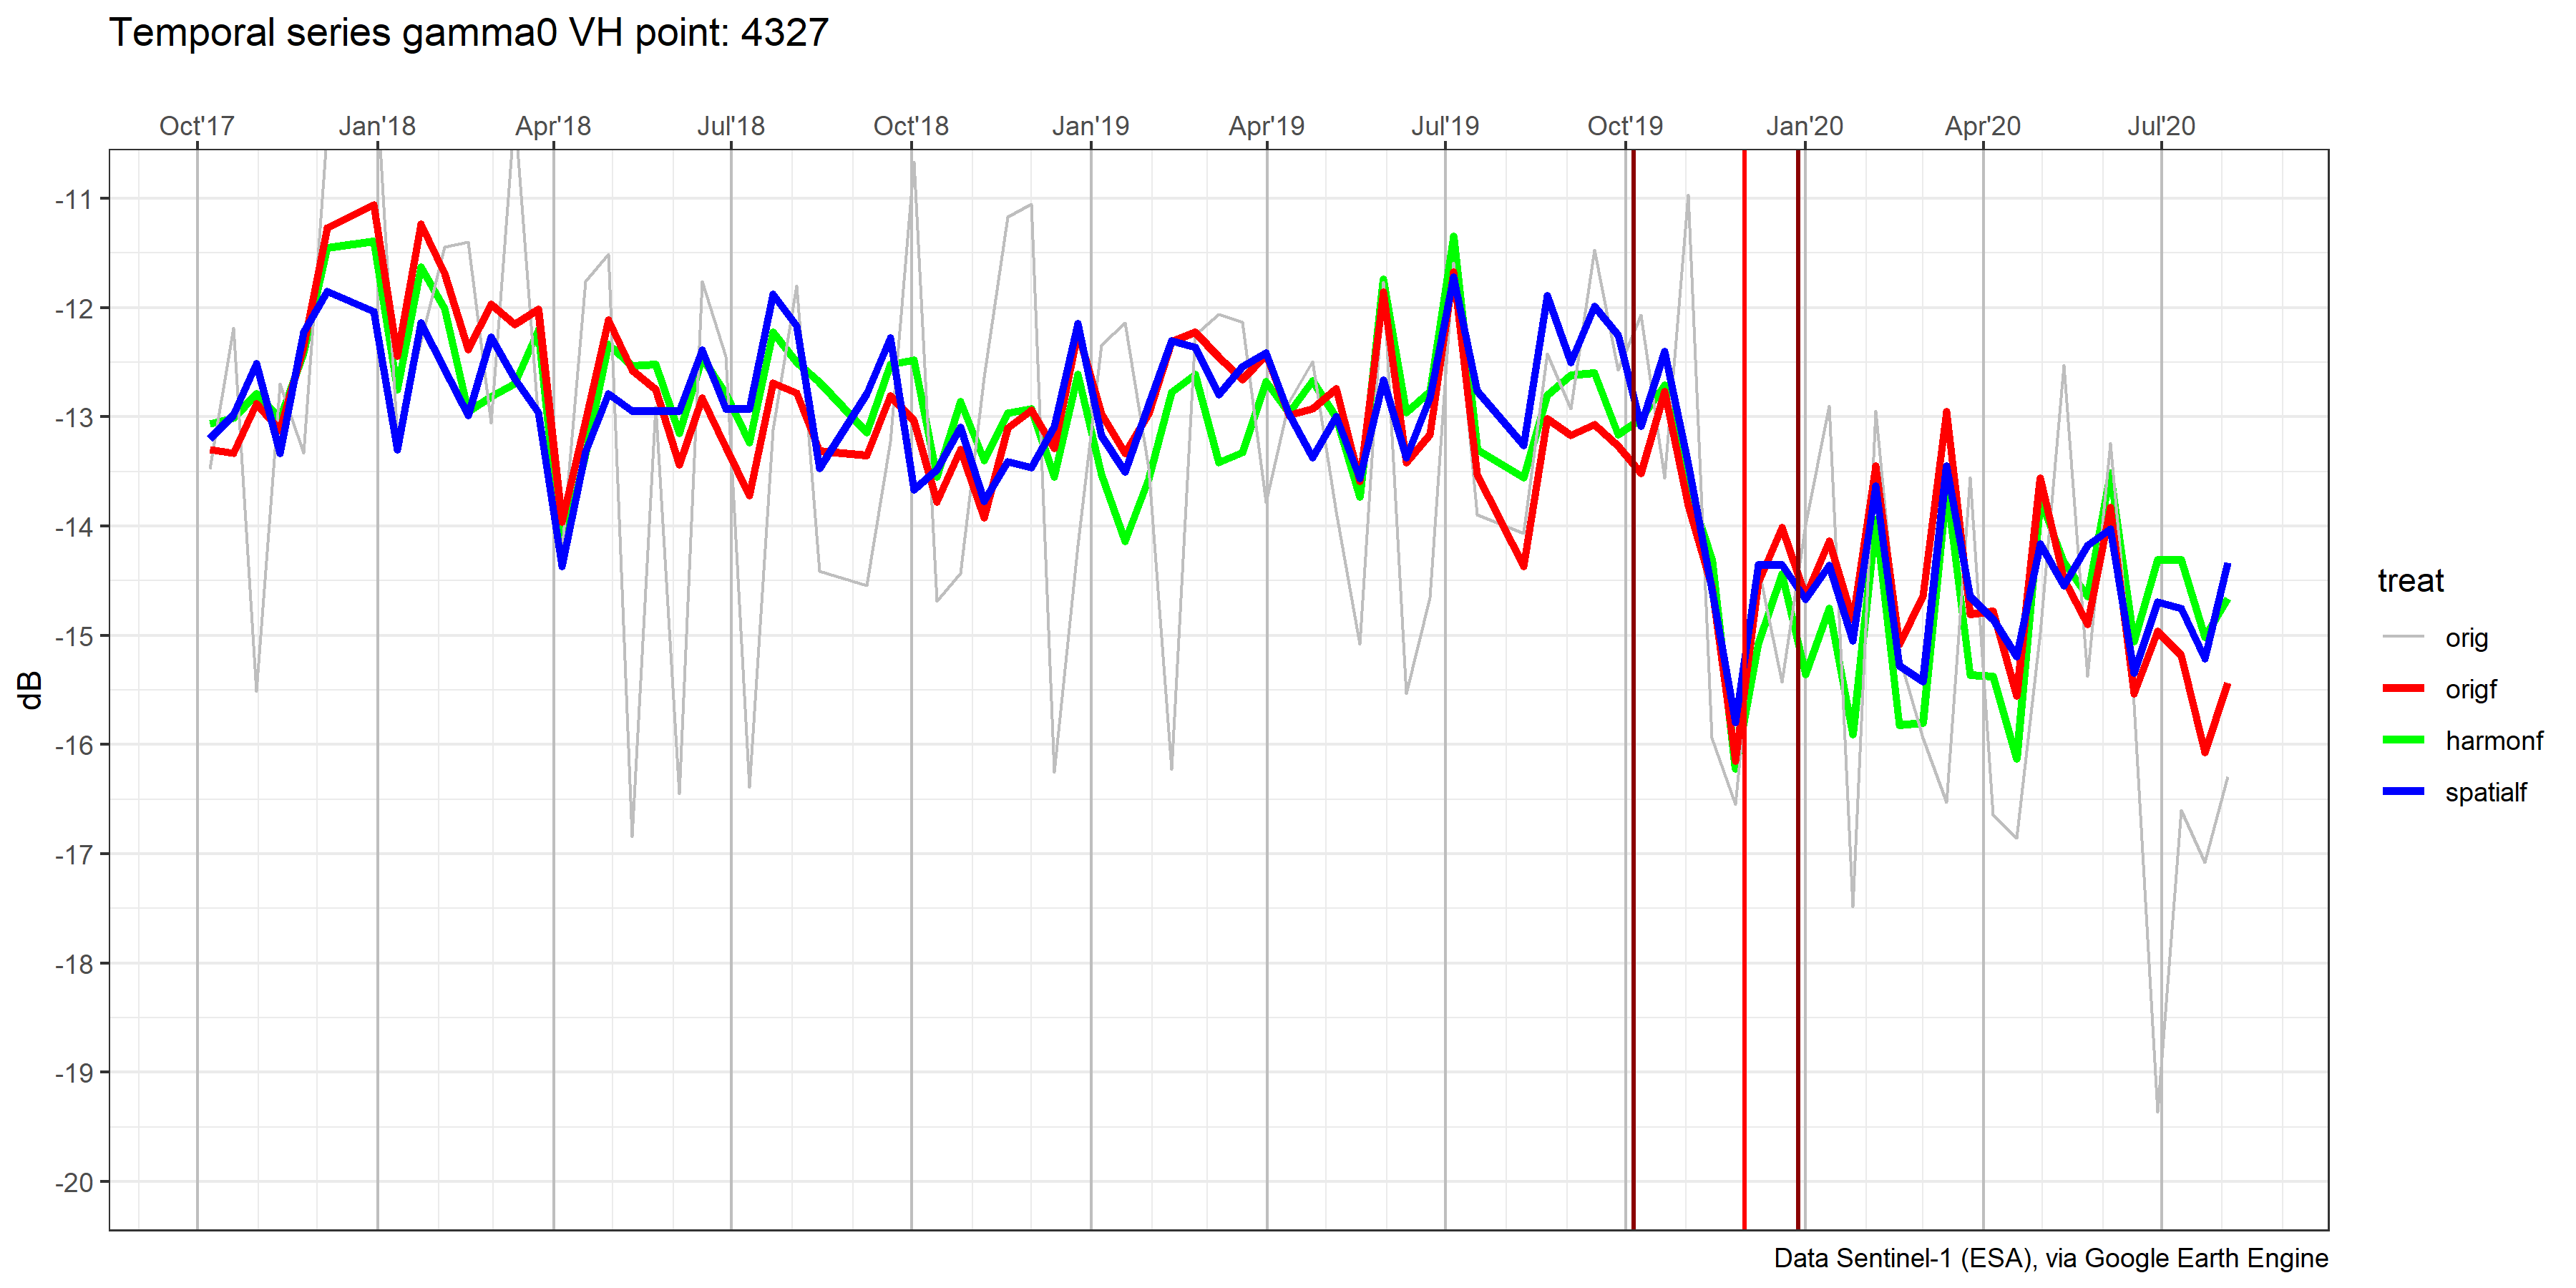 Temporal series gamma0 VH point: 4327
Oct'17 Jan'18 Apr'18 Jul'18 Oct'18 Jan'19 Apr'19 Jul'19 Oct'19 Jan'20 Apr'20 Jul'20
-11
-12
-13
-14
-15
-16
-17
-18
-19
-20
dB
treat
orig
origf
harmonf
spatialf
Data Sentinel-1 (ESA), via Google Earth Engine